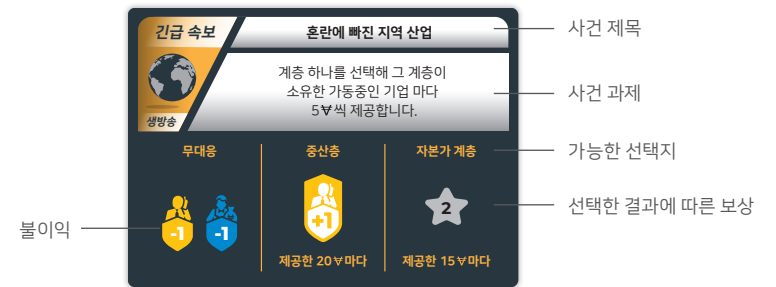 긴급 속보
혼란에 빠진 지역 산업
사건 제목
계층 하나를 선택해 그 계층이
소유한 가동중인 기업 마다
5₩씩 제공합니다.
사건 과제
생방송
무대응
중산층
자본가 계층
가능한 선택지
-1
-1
+1
2
선택한 결과에 따른 보상
불이익
제공한 20₩마다
제공한 15₩마다